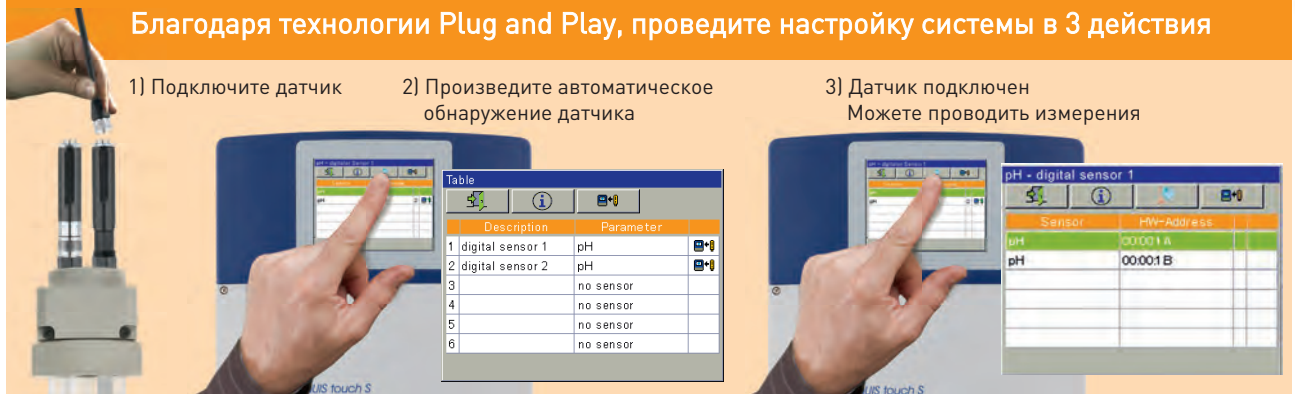 Благодаря технологии Plug and Play, проведите настройку системы в 3 действия
1) Подключите датчик
2) Произведите автоматическое
обнаружение датчика
Table
Description Parameter
1 digital sensor 1 pH
2 digital sensor 2 pH
3 no sensor
4 no sensor
5 no sensor
6 no sensor
touch S
3) Датчик подключен
Можете проводить измерения
pH - digital sensor 1
Sensor HW-Address
pH 00:00:1 A
pH 00:00:1 B
touch S